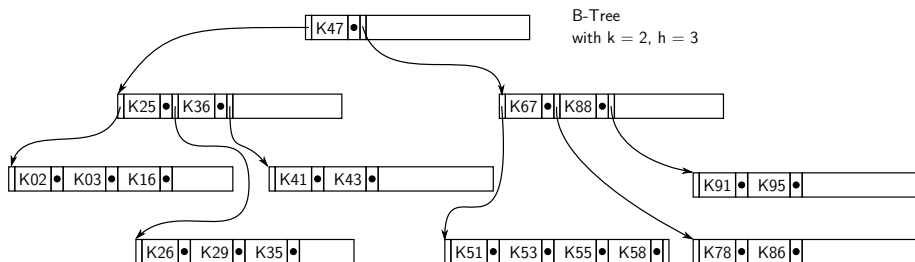 K47
B-Tree
with k = 2, h = 3
K25 K36
K67 K88
K02 K03 K16
K41 K43
K91 K95
K26 K29 K35
K51 K53 K55 K58
K78 K86